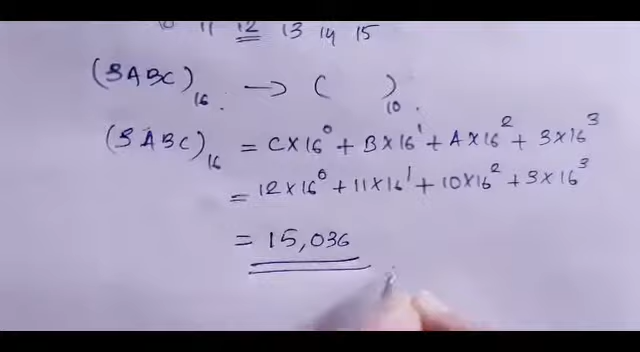 10 11 12 13 14 15
(3ABC)₁₆ → ( )₁₀.
(3ABC)₁₆ = C×16⁰ + B×16¹ + A×16² + 3×16³
= 12×16⁰ + 11×16¹ + 10×16² + 3×16³
= 15,036